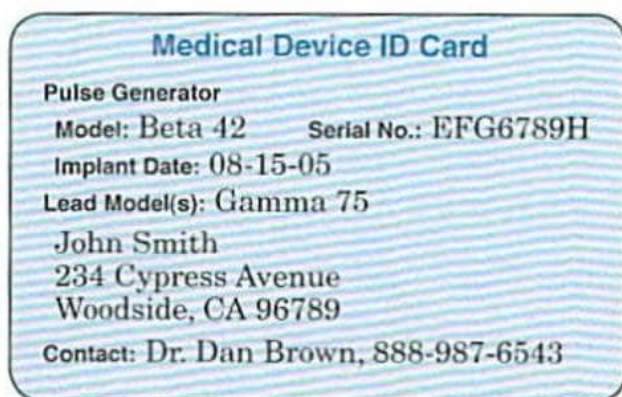 Medical Device ID Card
Pulse Generator
Model: Beta 42 Serial No.: EFG6789H
Implant Date: 08-15-05
Lead Model(s): Gamma 75
John Smith
234 Cypress Avenue
Woodside, CA 96789
Contact: Dr. Dan Brown, 888-987-6543